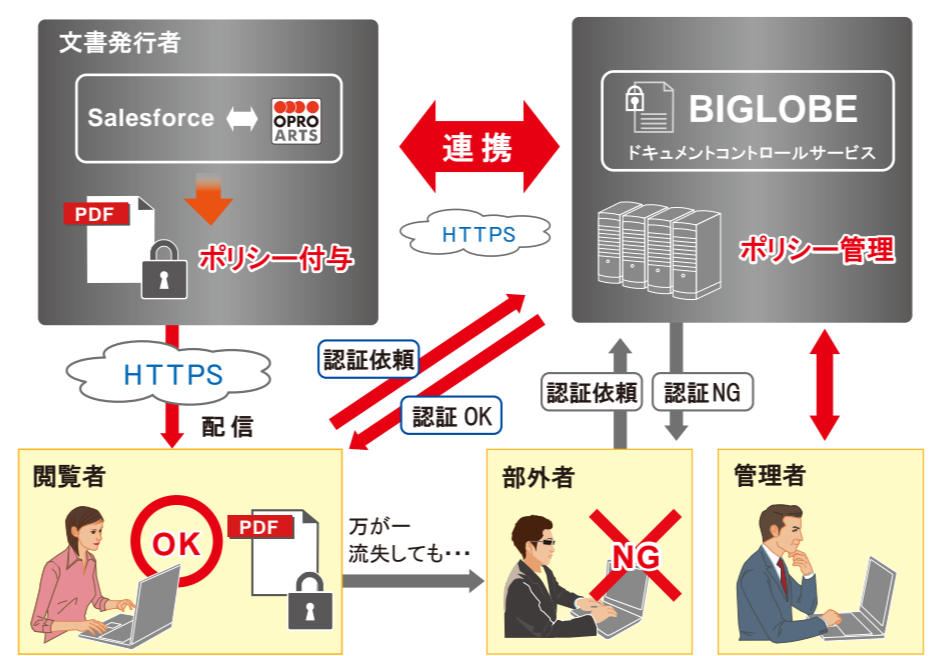 文書発行者
Salesforce
OPRO
ARTS
PDF
ポリシー付与
連携
HTTPS
BIGLOBE
ドキュメントコントロールサービス
ポリシー管理
HTTPS
配信
認証依頼
認証 OK
認証依頼
認証 NG
閲覧者
OK
PDF
万が一
流失しても・・・
部外者
NG
管理者